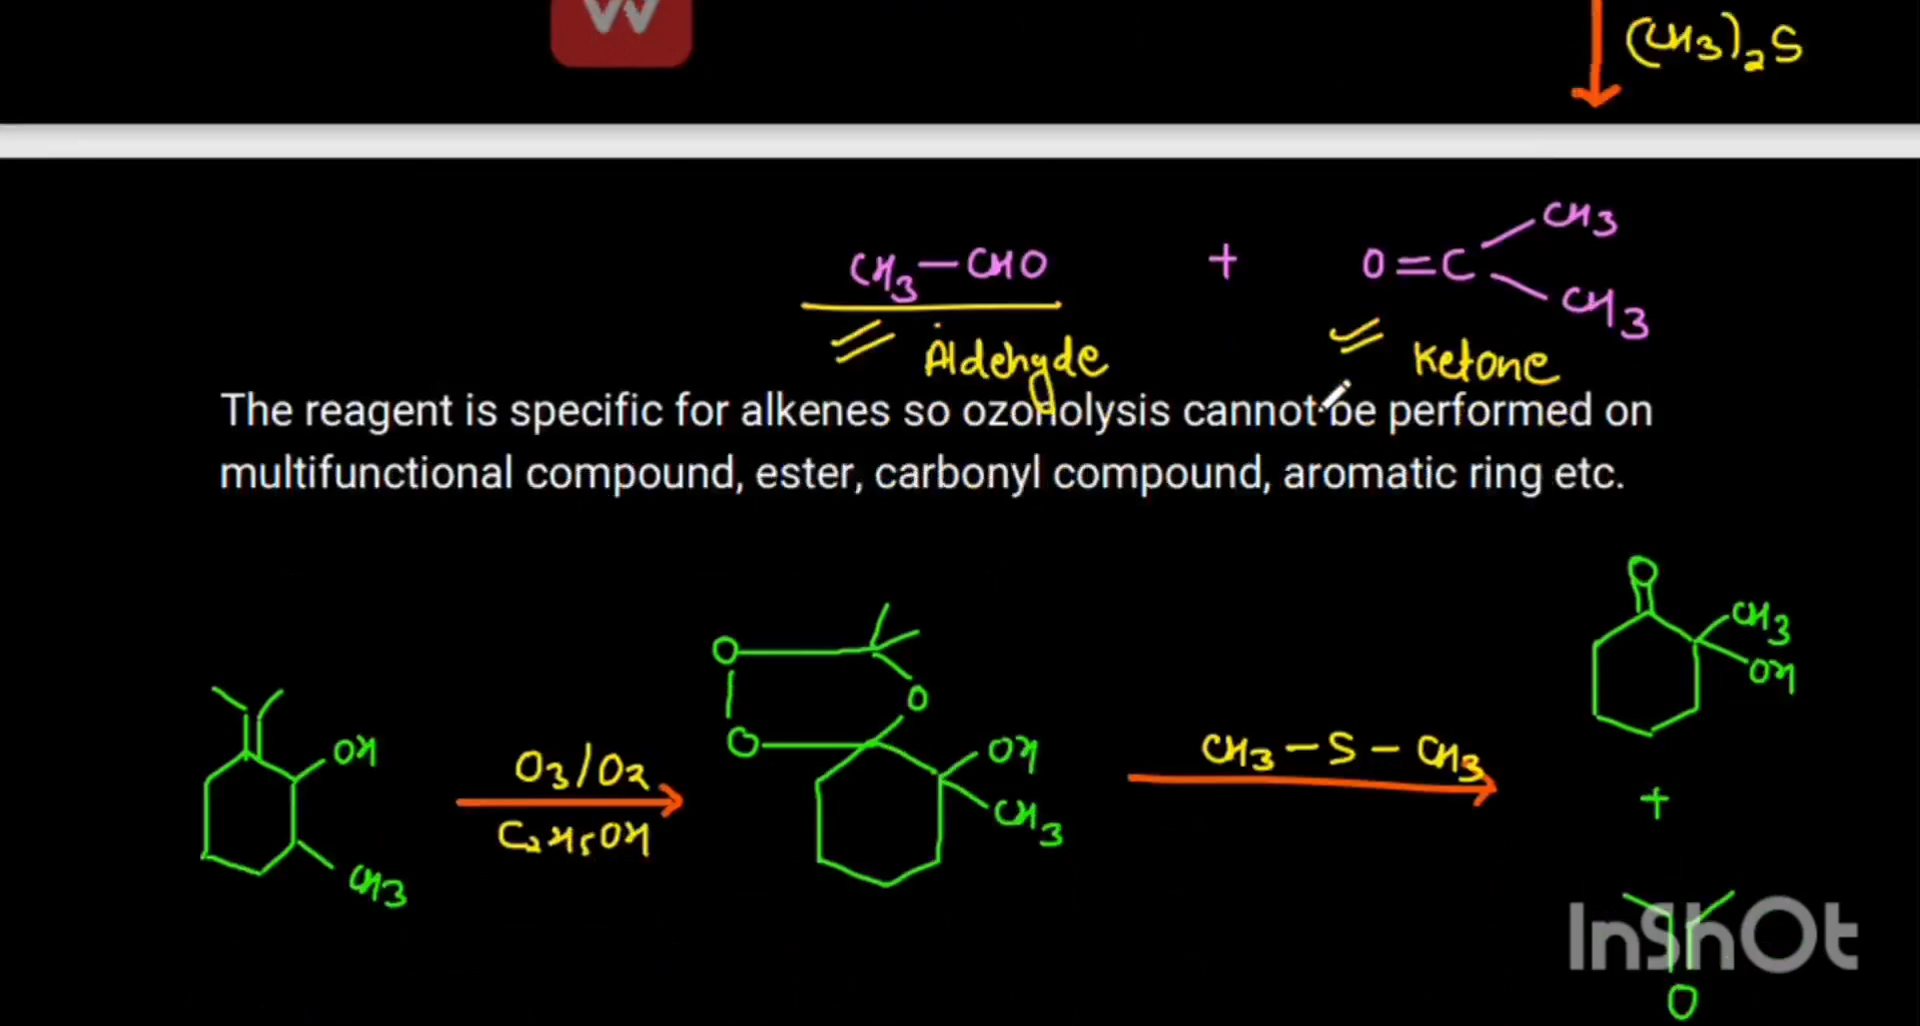 W
(CH3)2S
CH3
CH3-CHO + O=C
CH3
Aldehyde Ketone
The reagent is specific for alkenes so ozonolysis cannot be performed on
multifunctional compound, ester, carbonyl compound, aromatic ring etc.
O
CH3
OH
O O
OH O3/O2 O OH CH3-S-CH3
C2H5OH CH3 +
CH3
InShOt
O